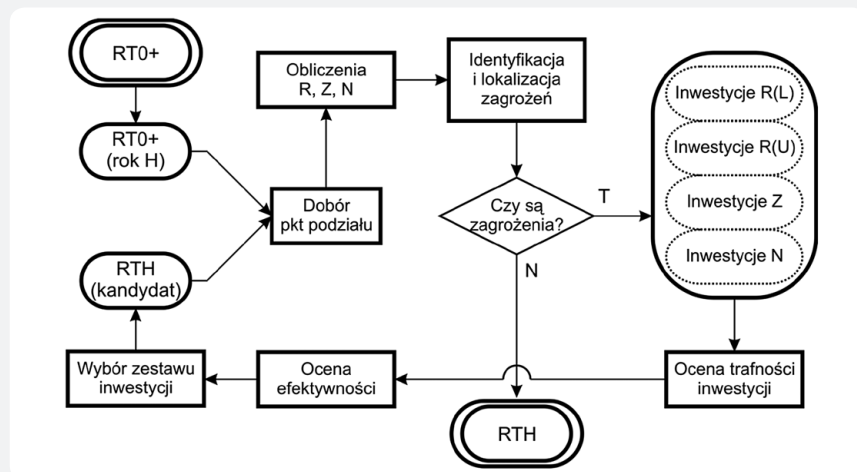 RT0+
RT0+
(rok H)
RTH
(kandydat)
Wybór zestawu
inwestycji
Obliczenia
R, Z, N
Dobór
pkt podziału
Ocena
efektywności
Identyfikacja
i lokalizacja
zagrożeń
Czy są
zagrożenia?
T
N
RTH
Inwestycje R(L)
Inwestycje R(U)
Inwestycje Z
Inwestycje N
Ocena trafności
inwestycji